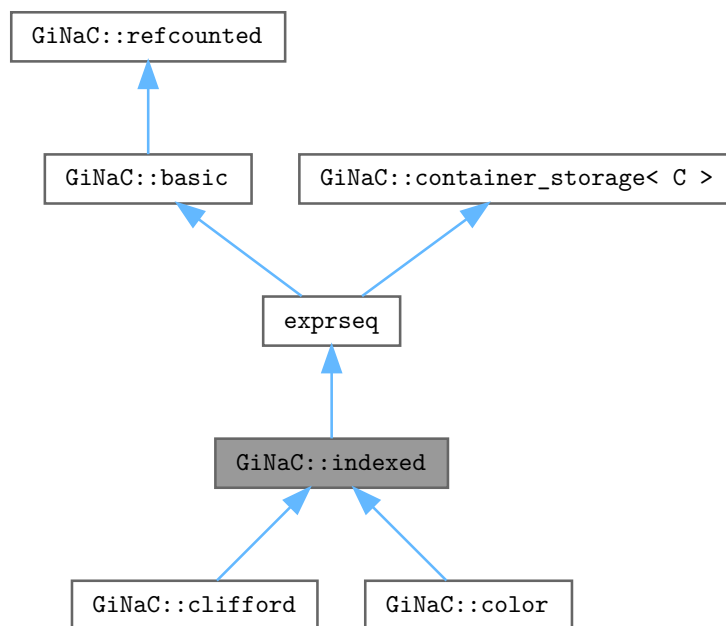 GiNaC::refcounted
GiNaC::basic
GiNaC::container_storage< C >
exprseq
GiNaC::indexed
GiNaC::clifford
GiNaC::color